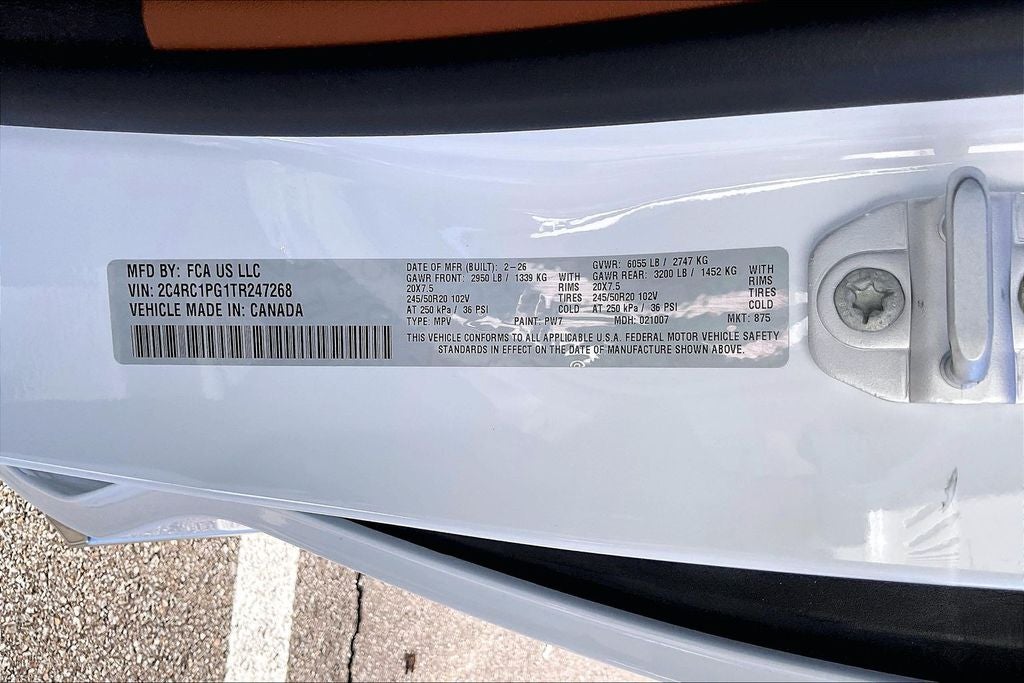 MFD BY: FCA US LLC
VIN: 2C4RC1PG1TR247268
VEHICLE MADE IN: CANADA
DATE OF MFR (BUILT): 2-26
GVWR: 6055 LB / 2747 KG
GAWR FRONT: 2950 LB / 1339 KG WITH
GAWR REAR: 3200 LB / 1452 KG WITH
20X7.5 RIMS
20X7.5 RIMS
245/50R20 102V TIRES
245/50R20 102V TIRES
AT 250 kPa / 36 PSI COLD
AT 250 kPa / 36 PSI COLD
TYPE: MPV PAINT: PW7 MDH: 021007 MKT: 875
THIS VEHICLE CONFORMS TO ALL APPLICABLE U.S.A. FEDERAL MOTOR VEHICLE SAFETY
STANDARDS IN EFFECT ON THE DATE OF MANUFACTURE SHOWN ABOVE.